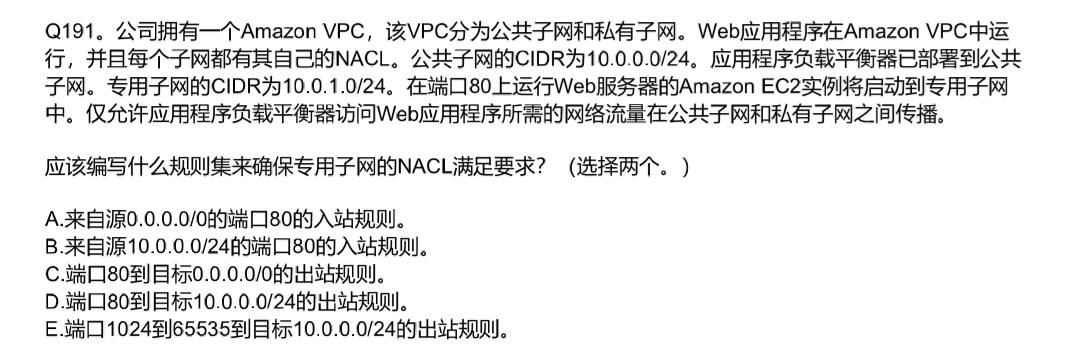 Q191。公司拥有一个Amazon VPC，该VPC分为公共子网和私有子网。Web应用程序在Amazon VPC中运
行，并且每个子网都有其自己的NACL。公共子网的CIDR为10.0.0.0/24。应用程序负载平衡器已部署到公共
子网。专用子网的CIDR为10.0.1.0/24。在端口80上运行Web服务器的Amazon EC2实例将启动到专用子网
中。仅允许应用程序负载平衡器访问Web应用程序所需的网络流量在公共子网和私有子网之间传播。
应该编写什么规则集来确保专用子网的NACL满足要求？（选择两个。）
A.来自源0.0.0.0/0的端口80的入站规则。
B.来自源10.0.0.0/24的端口80的入站规则。
C.端口80到目标0.0.0.0/0的出站规则。
D.端口80到目标10.0.0.0/24的出站规则。
E.端口1024到65535到目标10.0.0.0/24的出站规则。